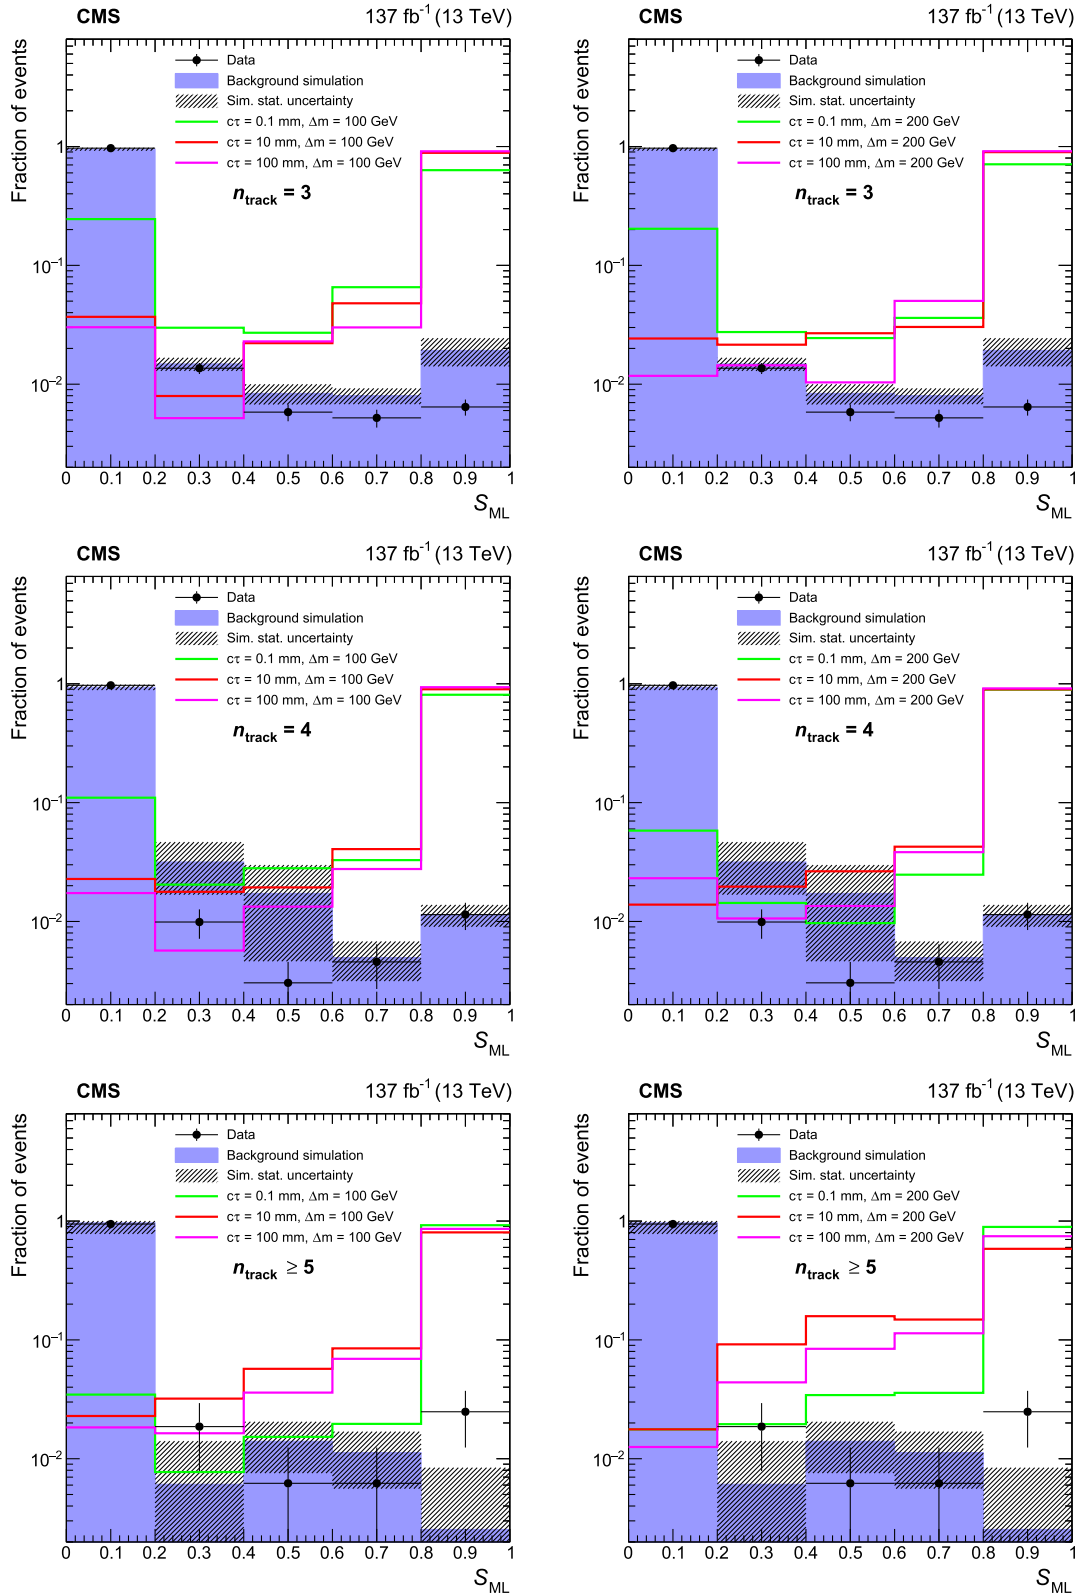 CMS 137 fb⁻¹ (13 TeV)
Fraction of events
Data
Background simulation
Sim. stat. uncertainty
cτ = 0.1 mm, Δm = 100 GeV
cτ = 10 mm, Δm = 100 GeV
cτ = 100 mm, Δm = 100 GeV
n_track = 3
1
10⁻¹
10⁻²
0 0.1 0.2 0.3 0.4 0.5 0.6 0.7 0.8 0.9 1
S_ML
CMS 137 fb⁻¹ (13 TeV)
Fraction of events
Data
Background simulation
Sim. stat. uncertainty
cτ = 0.1 mm, Δm = 200 GeV
cτ = 10 mm, Δm = 200 GeV
cτ = 100 mm, Δm = 200 GeV
n_track = 3
1
10⁻¹
10⁻²
0 0.1 0.2 0.3 0.4 0.5 0.6 0.7 0.8 0.9 1
S_ML
CMS 137 fb⁻¹ (13 TeV)
Fraction of events
Data
Background simulation
Sim. stat. uncertainty
cτ = 0.1 mm, Δm = 100 GeV
cτ = 10 mm, Δm = 100 GeV
cτ = 100 mm, Δm = 100 GeV
n_track = 4
1
10⁻¹
10⁻²
0 0.1 0.2 0.3 0.4 0.5 0.6 0.7 0.8 0.9 1
S_ML
CMS 137 fb⁻¹ (13 TeV)
Fraction of events
Data
Background simulation
Sim. stat. uncertainty
cτ = 0.1 mm, Δm = 200 GeV
cτ = 10 mm, Δm = 200 GeV
cτ = 100 mm, Δm = 200 GeV
n_track = 4
1
10⁻¹
10⁻²
0 0.1 0.2 0.3 0.4 0.5 0.6 0.7 0.8 0.9 1
S_ML
CMS 137 fb⁻¹ (13 TeV)
Fraction of events
Data
Background simulation
Sim. stat. uncertainty
cτ = 0.1 mm, Δm = 100 GeV
cτ = 10 mm, Δm = 100 GeV
cτ = 100 mm, Δm = 100 GeV
n_track ≥ 5
1
10⁻¹
10⁻²
0 0.1 0.2 0.3 0.4 0.5 0.6 0.7 0.8 0.9 1
S_ML
CMS 137 fb⁻¹ (13 TeV)
Fraction of events
Data
Background simulation
Sim. stat. uncertainty
cτ = 0.1 mm, Δm = 200 GeV
cτ = 10 mm, Δm = 200 GeV
cτ = 100 mm, Δm = 200 GeV
n_track ≥ 5
1
10⁻¹
10⁻²
0 0.1 0.2 0.3 0.4 0.5 0.6 0.7 0.8 0.9 1
S_ML